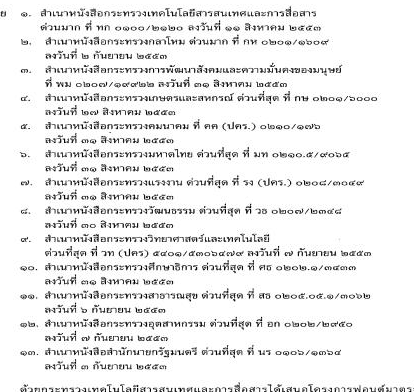 ย ๑. สำเนาหนังสือกระทรวงเทคโนโลยีสารสนเทศและการสื่อสาร
ด่วนมาก ที่ ทก ๐๑๐๐/๒๑๒๐ ลงวันที่ ๑๑ สิงหาคม ๒๕๕๓
๒. สำเนาหนังสือกระทรวงกลาโหม ด่วนมาก ที่ กห ๐๒๐๑/๑๖๐๙
ลงวันที่ ๒ กันยายน ๒๕๕๓
๓. สำเนาหนังสือกระทรวงการพัฒนาสังคมและความมั่นคงของมนุษย์
ที่ พม ๐๒๐๗/๑๙๙๒๒ ลงวันที่ ๓๑ สิงหาคม ๒๕๕๓
๔. สำเนาหนังสือกระทรวงเกษตรและสหกรณ์ ด่วนที่สุด ที่ กษ ๐๒๐๑/๖๐๐๐
ลงวันที่ ๒๗ สิงหาคม ๒๕๕๓
๕. สำเนาหนังสือกระทรวงคมนาคม ที่ คค (ปคร.) ๐๒๑๐/๑๗๖
ลงวันที่ ๓๑ สิงหาคม ๒๕๕๓
๖. สำเนาหนังสือกระทรวงมหาดไทย ด่วนที่สุด ที่ มท ๐๒๑๐.๕/๙๐๖๕
ลงวันที่ ๓๑ สิงหาคม ๒๕๕๓
๗. สำเนาหนังสือกระทรวงแรงงาน ด่วนที่สุด ที่ รง (ปคร.) ๐๒๐๘/๓๐๔๙
ลงวันที่ ๓๑ สิงหาคม ๒๕๕๓
๘. สำเนาหนังสือกระทรวงวัฒนธรรม ด่วนที่สุด ที่ วธ ๐๒๐๗/๒๓๔๘
ลงวันที่ ๓๐ สิงหาคม ๒๕๕๓
๙. สำเนาหนังสือกระทรวงวิทยาศาสตร์และเทคโนโลยี
ด่วนที่สุด ที่ วท (ปคร) ๕๔๐๑/๕๓๐๖๔๗๙ ลงวันที่ ๗ กันยายน ๒๕๕๓
๑๐. สำเนาหนังสือกระทรวงศึกษาธิการ ด่วนที่สุด ที่ ศธ ๐๒๐๒.๑/๓๔๓๓
ลงวันที่ ๓๑ สิงหาคม ๒๕๕๓
๑๑. สำเนาหนังสือกระทรวงสาธารณสุข ด่วนที่สุด ที่ สธ ๐๒๐๕.๐๕.๑/๓๐๖๒
ลงวันที่ ๖ กันยายน ๒๕๕๓
๑๒. สำเนาหนังสือกระทรวงอุตสาหกรรม ด่วนที่สุด ที่ อก ๐๒๐๒/๒๙๕๐
ลงวันที่ ๗ กันยายน ๒๕๕๓
๑๓. สำเนาหนังสือสำนักนายกรัฐมนตรี ด่วนที่สุด ที่ นร ๐๑๐๖/๑๓๖๔
ลงวันที่ ๓ กันยายน ๒๕๕๓
ด้วยกระทรวงเทคโนโลยีสารสนเทศและการสื่อสารได้เสนอโครงการฟอนต์มาตร